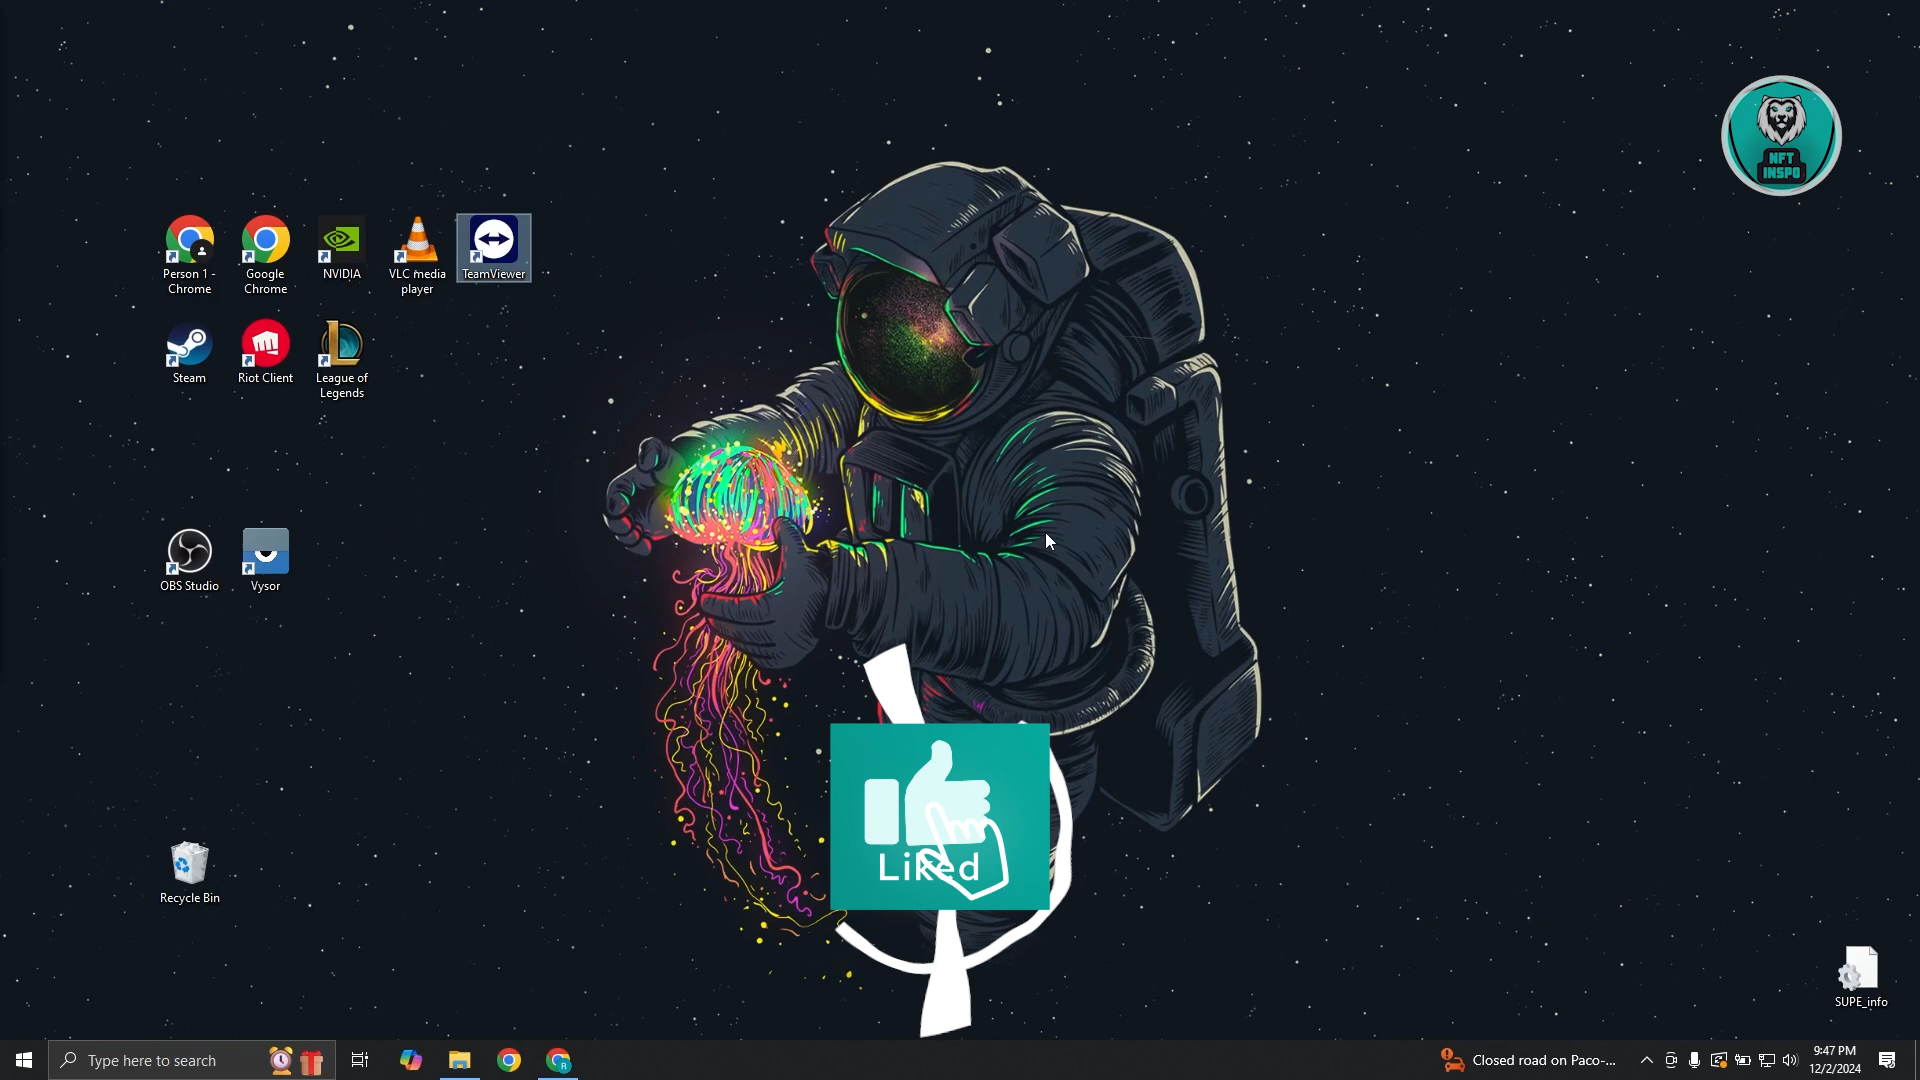 NFT
INSPO
Person 1 -
Chrome
Google
Chrome
NVIDIA
VLC media
player
TeamViewer
Steam
Riot Client
League of
Legends
OBS Studio
Vysor
Liked
Recycle Bin
SUPE_info
Type here to search
R
Closed road on Paco-...
9:47 PM
12/2/2024